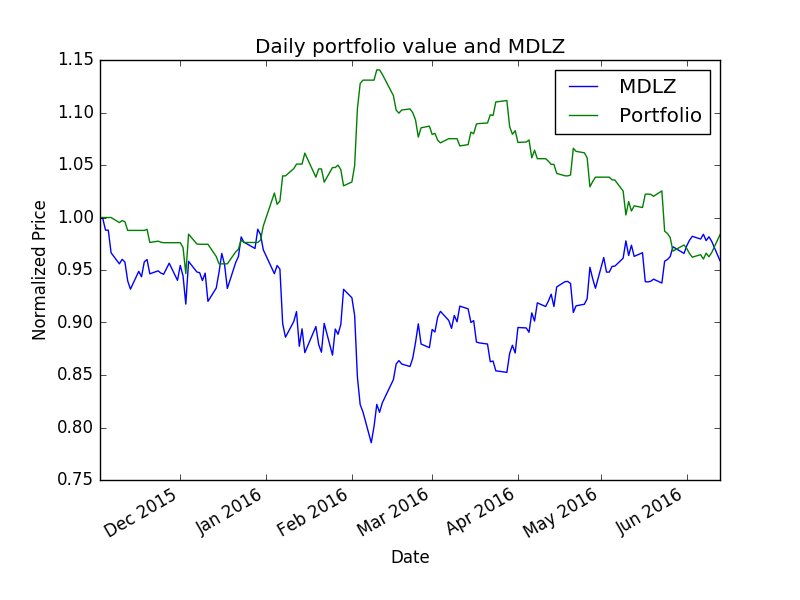 Daily portfolio value and MDLZ
1.15
1.10
1.05
1.00
0.95
0.90
0.85
0.80
0.75
Normalized Price
MDLZ
Portfolio
Dec 2015
Jan 2016
Feb 2016
Mar 2016
Apr 2016
May 2016
Jun 2016
Date